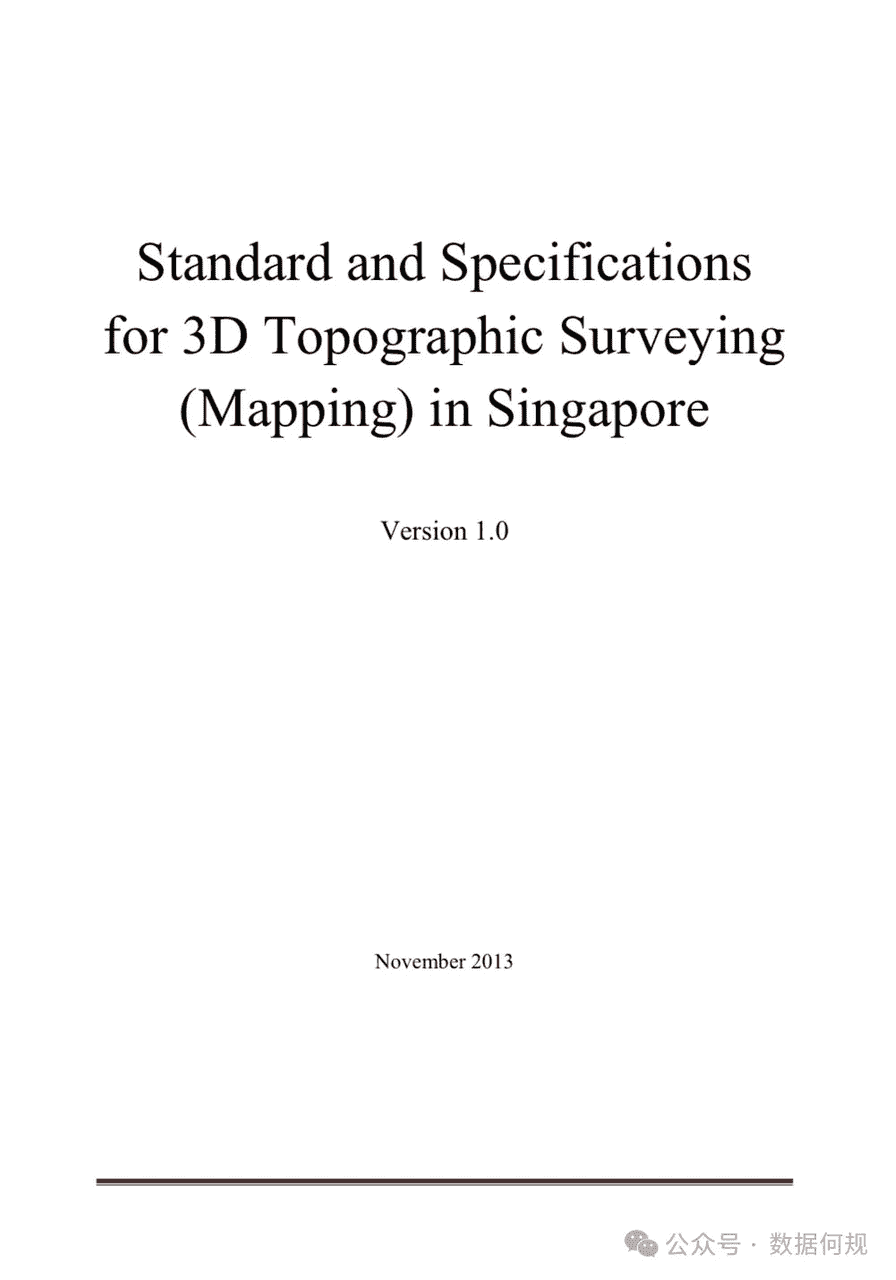 Standard and Specifications
for 3D Topographic Surveying
(Mapping) in Singapore
Version 1.0
November 2013
公众号 · 数据何规